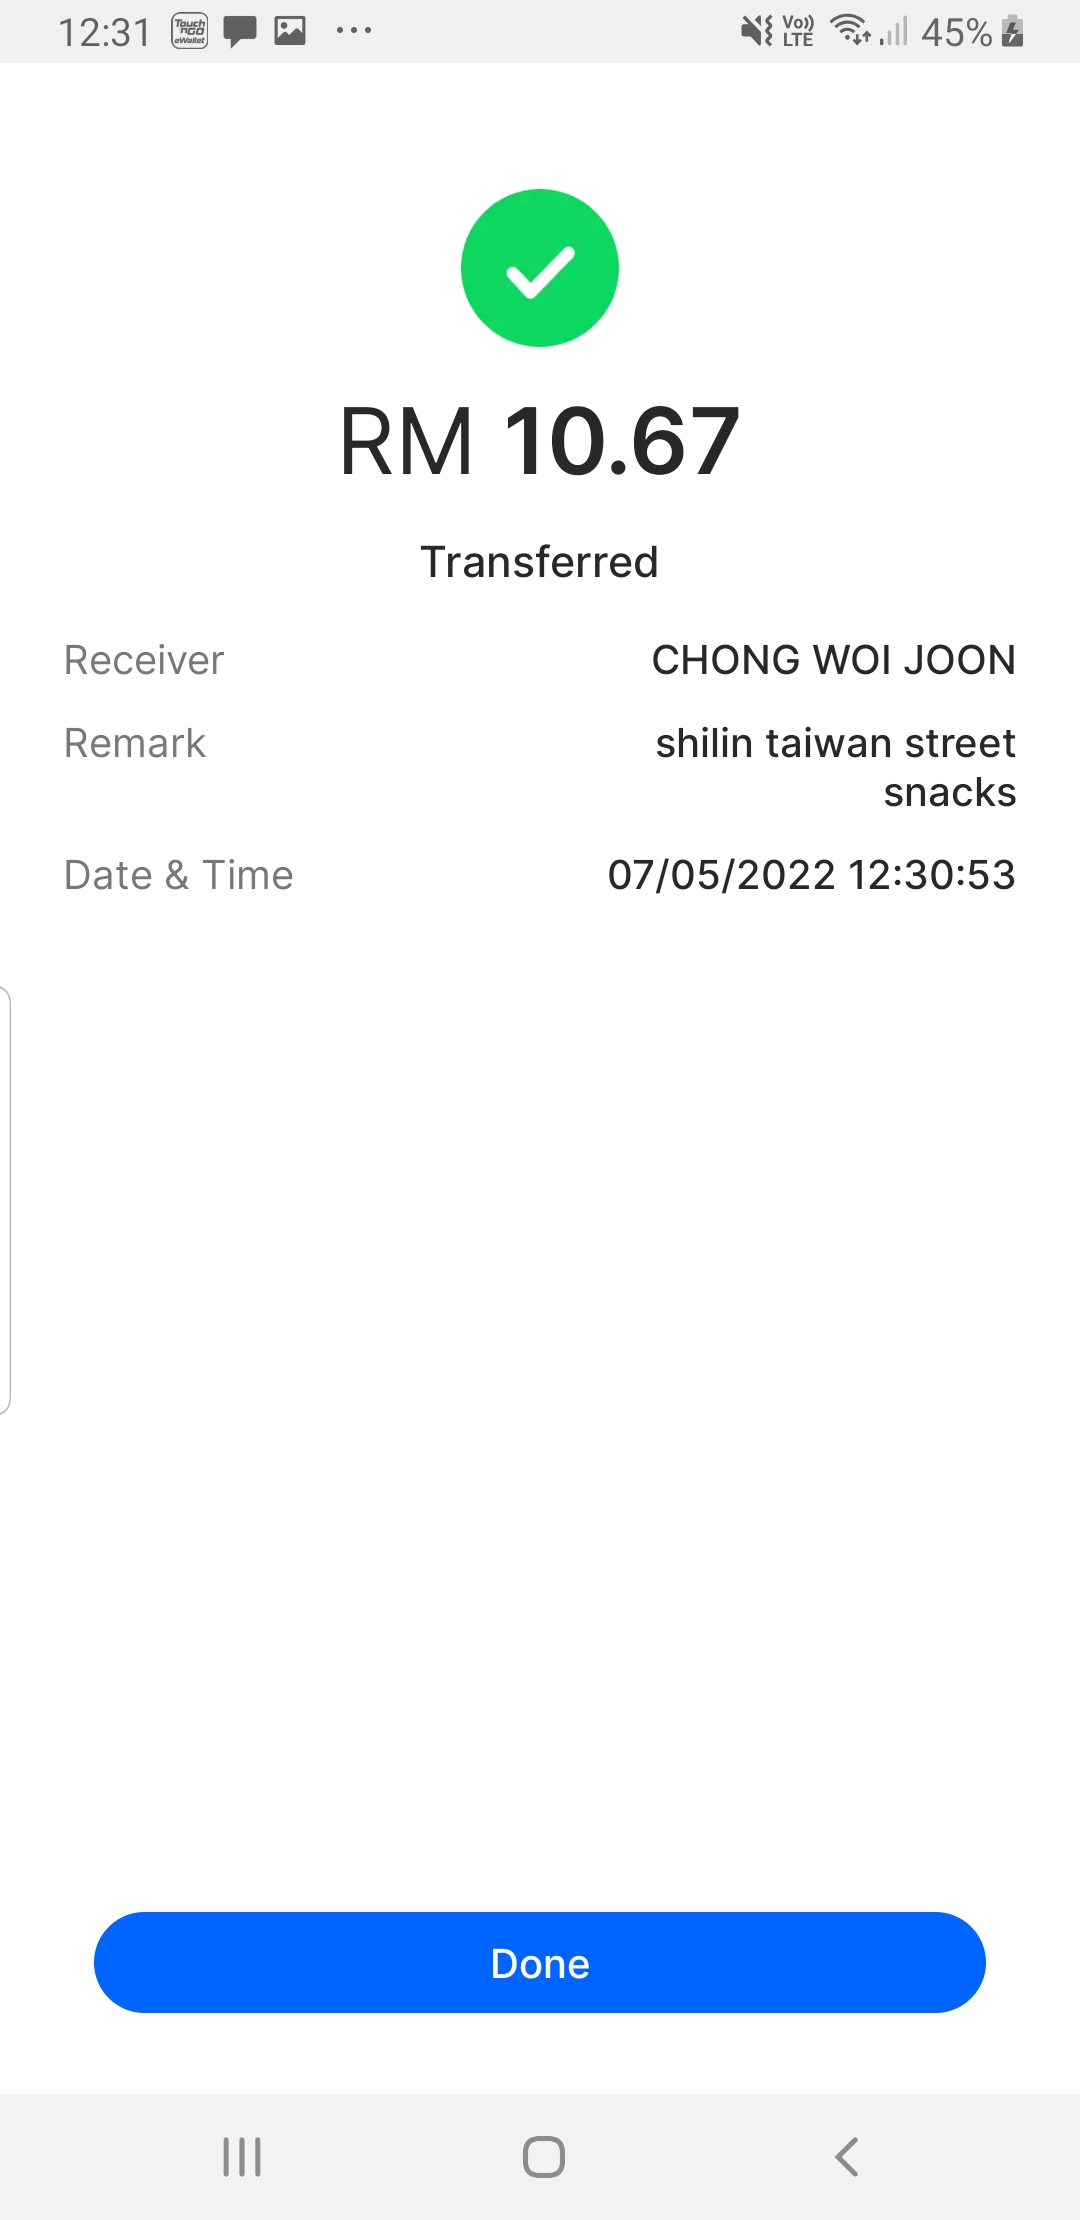 12:31 Touch 'nGO eWallet Vo)) LTE 45%
RM 10.67
Transferred
Receiver CHONG WOI JOON
Remark shilin taiwan street
snacks
Date & Time 07/05/2022 12:30:53
Done